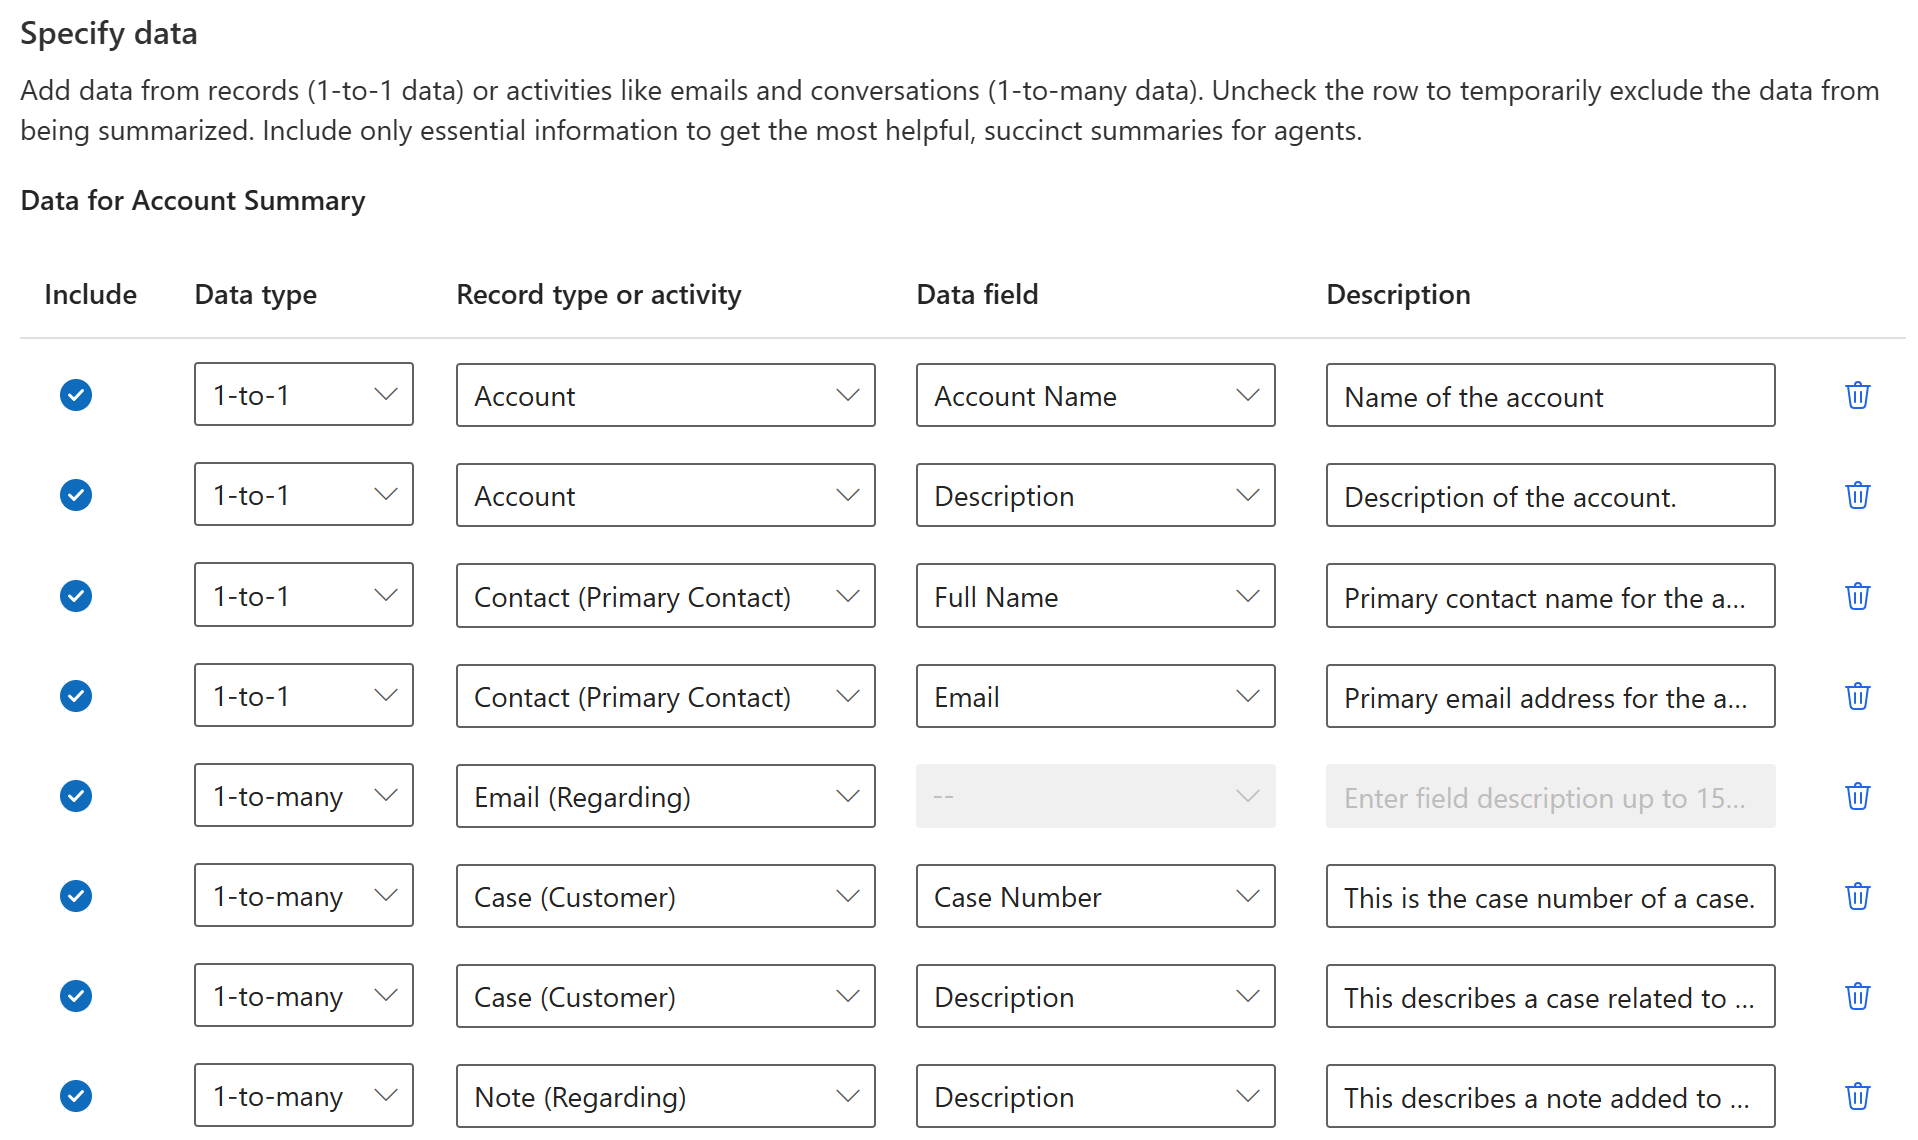 Specify data
Add data from records (1-to-1 data) or activities like emails and conversations (1-to-many data). Uncheck the row to temporarily exclude the data from
being summarized. Include only essential information to get the most helpful, succinct summaries for agents.
Data for Account Summary
Include Data type Record type or activity Data field Description
1-to-1 Account Account Name Name of the account
1-to-1 Account Description Description of the account.
1-to-1 Contact (Primary Contact) Full Name Primary contact name for the a...
1-to-1 Contact (Primary Contact) Email Primary email address for the a...
1-to-many Email (Regarding) -- Enter field description up to 15...
1-to-many Case (Customer) Case Number This is the case number of a case.
1-to-many Case (Customer) Description This describes a case related to ...
1-to-many Note (Regarding) Description This describes a note added to ...